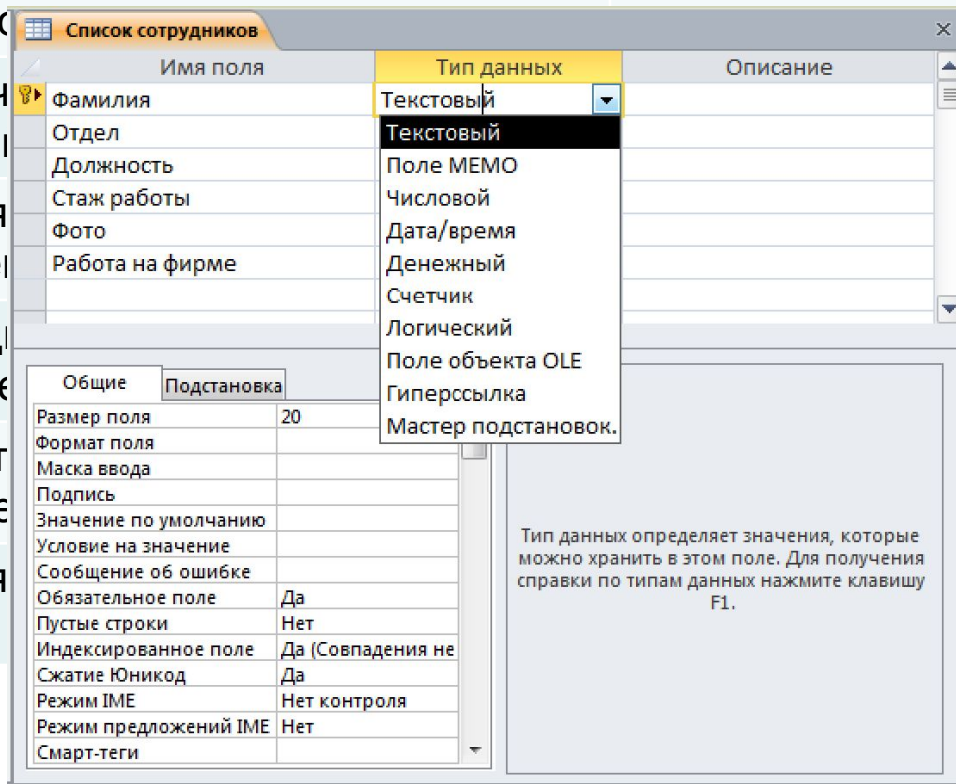 Список сотрудников
Имя поля Тип данных Описание
Фамилия Текстовый
Отдел Текстовый
Должность Поле МЕМО
Стаж работы Числовой
Фото Дата/время
Работа на фирме Денежный
Счетчик
Логический
Поле объекта OLE
Гиперссылка
Мастер подстановок.
Общие Подстановка
Размер поля 20
Формат поля
Маска ввода
Подпись
Значение по умолчанию
Условие на значение
Сообщение об ошибке
Обязательное поле Да
Пустые строки Нет
Индексированное поле Да (Совпадения не
Сжатие Юникод Да
Режим IME Нет контроля
Режим предложений IME Нет
Смарт-теги
Тип данных определяет значения, которые
можно хранить в этом поле. Для получения
справки по типам данных нажмите клавишу
F1.